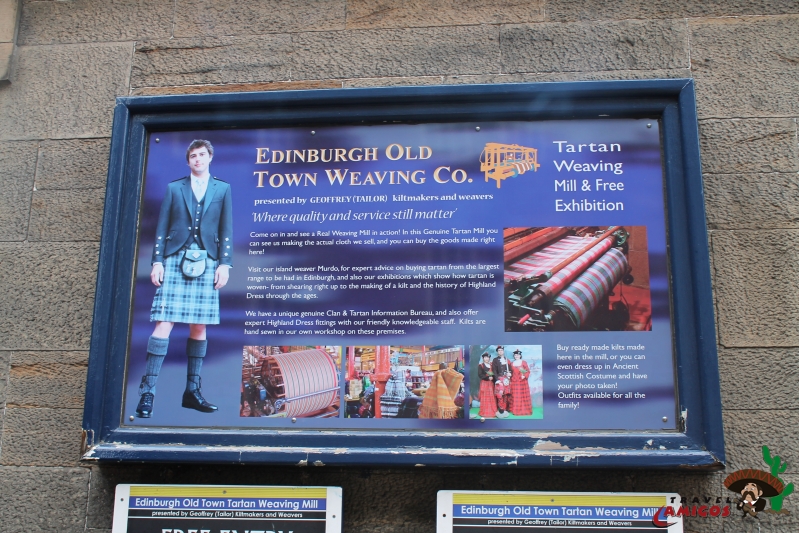 EDINBURGH OLD
TOWN WEAVING CO.
presented by GEOFFREY (TAILOR) kiltmakers and weavers
'Where quality and service still matter'
Come on in and see a Real Weaving Mill in action! In this Genuine Tartan Mill you
can see us making the actual cloth we sell, and you can buy the goods made right
here!
Visit our island weaver Murdo, for expert advice on buying tartan from the largest
range to be had in Edinburgh, and also our exhibitions which show how tartan is
woven- from shearing right up to the making of a kilt and the history of Highland
Dress through the ages.
We have a unique genuine Clan & Tartan Information Bureau, and also offer
expert Highland Dress fittings with our friendly knowledgeable staff. Kilts are
hand sewn in our own workshop on these premises.
Tartan
Weaving
Mill & Free
Exhibition
Buy ready made kilts made
here in the mill, or you can
even dress up in Ancient
Scottish Costume and have
your photo taken!
Outfits available for all the
family!
Edinburgh Old Town Tartan Weaving Mill
presented by Geoffrey (Tailor) Kiltmakers and Weavers
FREE ENTRY
Edinburgh Old Town Tartan Weaving Mill
presented by Geoffrey (Tailor) Kiltmakers and Weavers
TRAVEL
AMIGOS